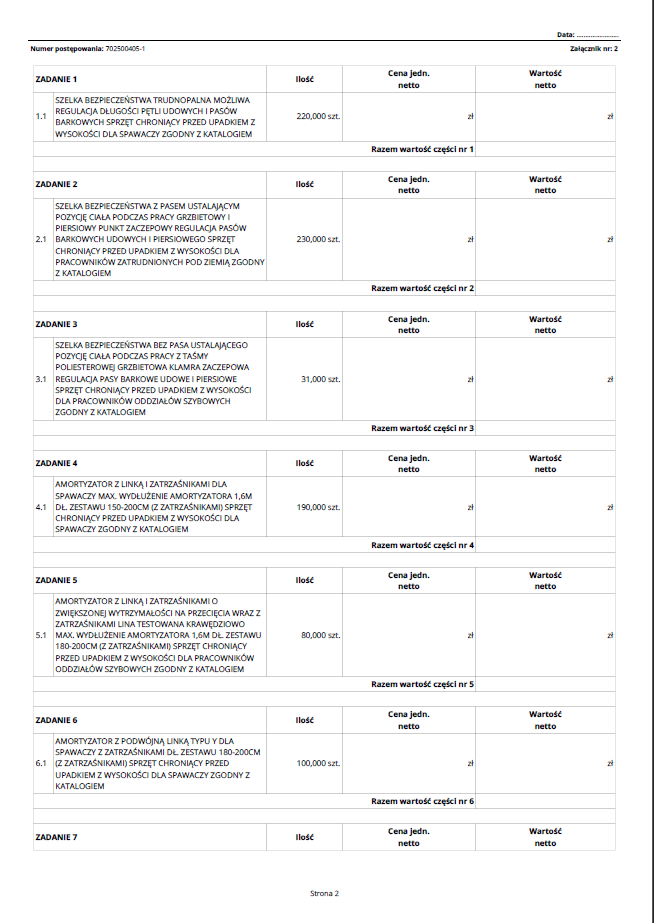 Data: .....................
Numer postępowania: 702500405-1 Załącznik nr: 2
ZADANIE 1 Ilość Cena jedn. netto Wartość netto
1.1 SZELKA BEZPIECZEŃSTWA TRUDNOPALNA MOŻLIWA
REGULACJA DŁUGOŚCI PĘTLI UDOWYCH I PASÓW
BARKOWYCH SPRZĘT CHRONIĄCY PRZED UPADKIEM Z
WYSOKOŚCI DLA SPAWACZY ZGODNY Z KATALOGIEM
220,000 szt. zł zł
Razem wartość części nr 1
ZADANIE 2 Ilość Cena jedn. netto Wartość netto
2.1 SZELKA BEZPIECZEŃSTWA Z PASEM USTALAJĄCYM
POZYCJĘ CIAŁA PODCZAS PRACY GRZBIETOWY I
PIERSIOWY PUNKT ZACZEPOWY REGULACJA PASÓW
BARKOWYCH UDOWYCH I PIERSIOWEGO SPRZĘT
CHRONIĄCY PRZED UPADKIEM Z WYSOKOŚCI DLA
PRACOWNIKÓW ZATRUDNIONYCH POD ZIEMIĄ ZGODNY
Z KATALOGIEM
230,000 szt. zł zł
Razem wartość części nr 2
ZADANIE 3 Ilość Cena jedn. netto Wartość netto
3.1 SZELKA BEZPIECZEŃSTWA BEZ PASA USTALAJĄCEGO
POZYCJĘ CIAŁA PODCZAS PRACY Z TAŚMY
POLIESTEROWEJ GRZBIETOWA KLAMRA ZACZEPOWA
REGULACJA PASY BARKOWE UDOWE I PIERSIOWE
SPRZĘT CHRONIĄCY PRZED UPADKIEM Z WYSOKOŚCI
DLA PRACOWNIKÓW ODDZIAŁÓW SZYBOWYCH
ZGODNY Z KATALOGIEM
31,000 szt. zł zł
Razem wartość części nr 3
ZADANIE 4 Ilość Cena jedn. netto Wartość netto
4.1 AMORTYZATOR Z LINKĄ I ZATRZAŚNIKAMI DLA
SPAWACZY MAX. WYDŁUŻENIE AMORTYZATORA 1,6M
DŁ. ZESTAWU 150-200CM (Z ZATRZAŚNIKAMI) SPRZĘT
CHRONIĄCY PRZED UPADKIEM Z WYSOKOŚCI DLA
SPAWACZY ZGODNY Z KATALOGIEM
190,000 szt. zł zł
Razem wartość części nr 4
ZADANIE 5 Ilość Cena jedn. netto Wartość netto
5.1 AMORTYZATOR Z LINKĄ I ZATRZAŚNIKAMI O
ZWIĘKSZONEJ WYTRZYMAŁOŚCI NA PRZECIĘCIA WRAZ Z
ZATRZAŚNIKAMI LINA TESTOWANA KRAWĘDZIOWO
MAX. WYDŁUŻENIE AMORTYZATORA 1,6M DŁ. ZESTAWU
180-200CM (Z ZATRZAŚNIKAMI) SPRZĘT CHRONIĄCY
PRZED UPADKIEM Z WYSOKOŚCI DLA PRACOWNIKÓW
ODDZIAŁÓW SZYBOWYCH ZGODNY Z KATALOGIEM
80,000 szt. zł zł
Razem wartość części nr 5
ZADANIE 6 Ilość Cena jedn. netto Wartość netto
6.1 AMORTYZATOR Z PODWÓJNĄ LINKĄ TYPU Y DLA
SPAWACZY Z ZATRZAŚNIKAMI DŁ. ZESTAWU 180-200CM
(Z ZATRZAŚNIKAMI) SPRZĘT CHRONIĄCY PRZED
UPADKIEM Z WYSOKOŚCI DLA SPAWACZY ZGODNY Z
KATALOGIEM
100,000 szt. zł zł
Razem wartość części nr 6
ZADANIE 7 Ilość Cena jedn. netto Wartość netto
Strona 2